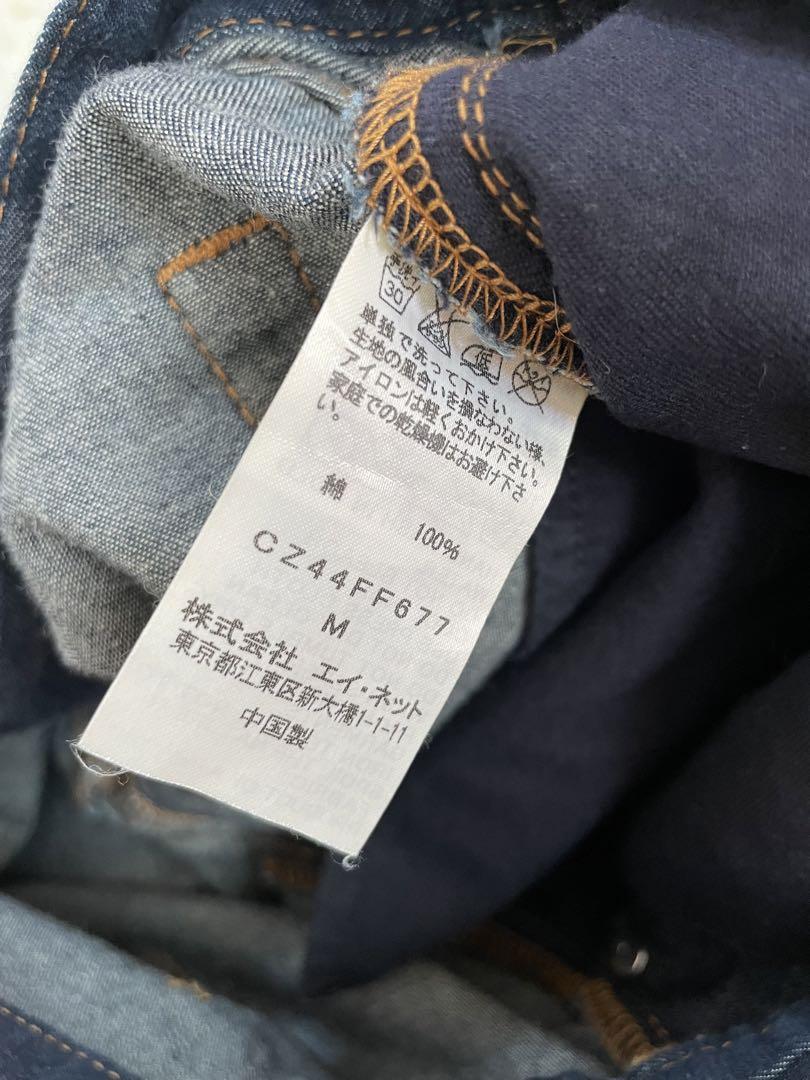 手洗イ
30
低
単独で洗って下さい。
生地の風合いを損なわない様、
アイロンは軽くおかけ下さい。
家庭での乾燥機はお避け下さ
い。
綿 100%
CZ44FF677
M
株式会社 エイ・ネット
東京都江東区新大橋1-1-11
中国製